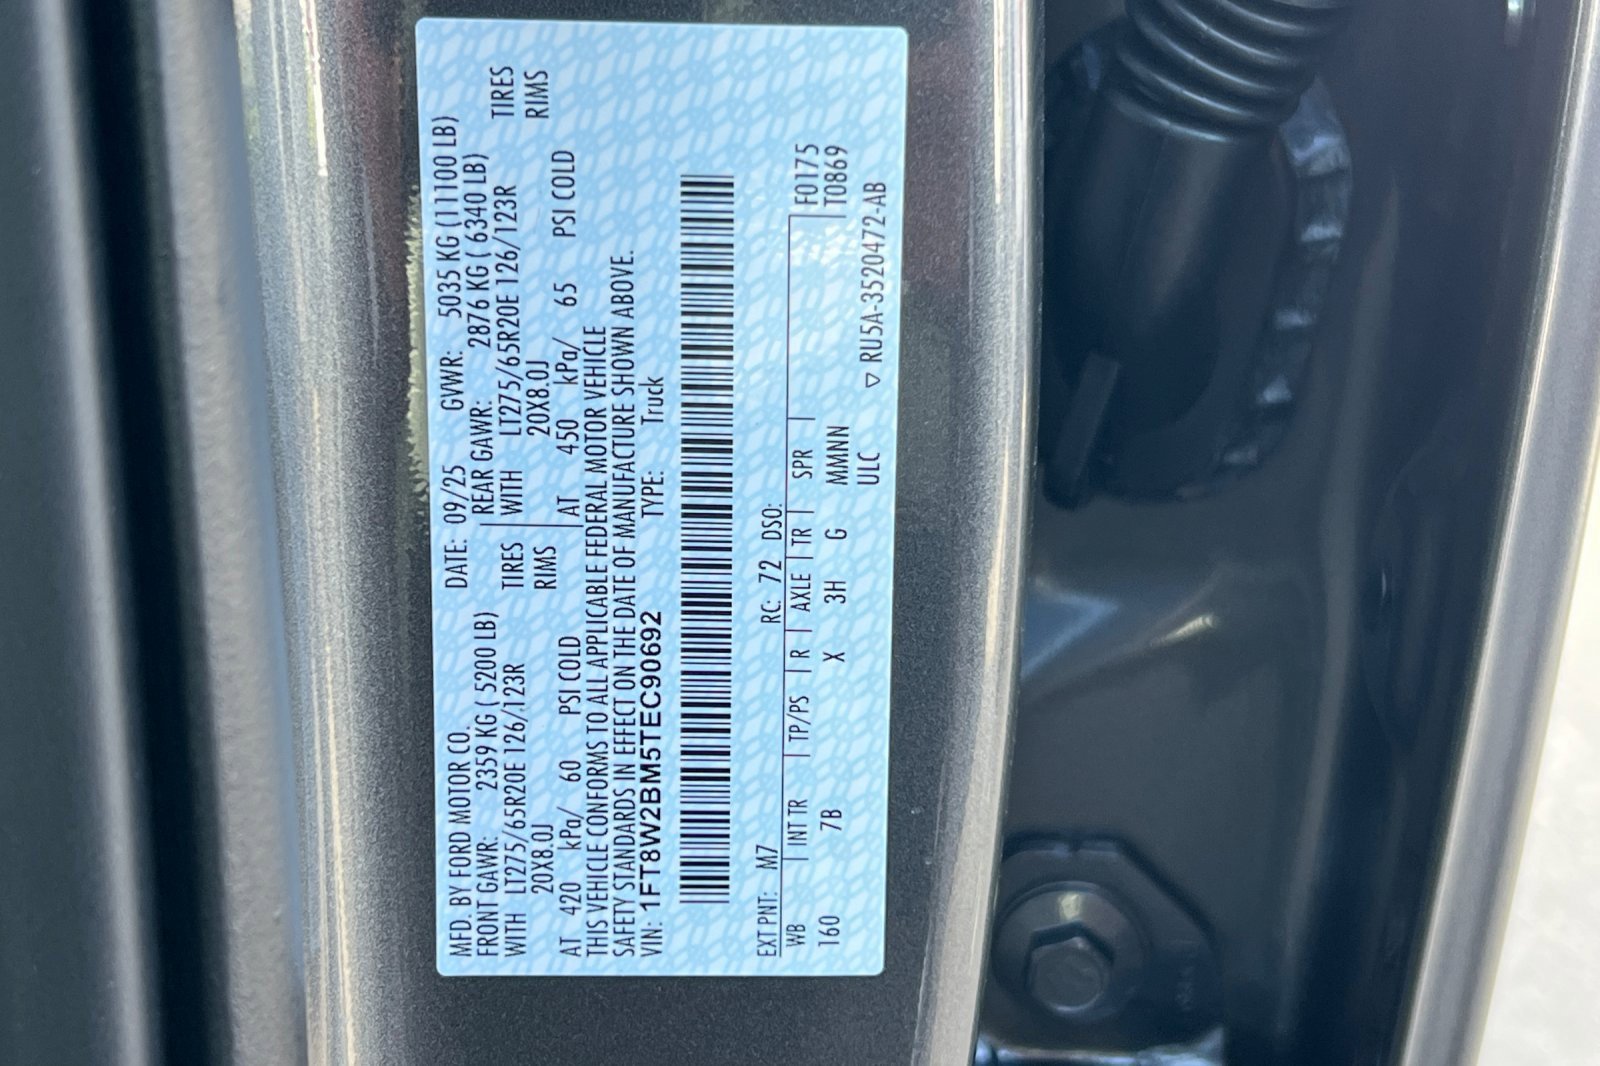 MFD. BY FORD MOTOR CO.
DATE: 09/25 GVWR: 5035 KG (11100 LB)
FRONT GAWR: 2359 KG ( 5200 LB) REAR GAWR: 2876 KG ( 6340 LB)
WITH LT275/65R20E 126/123R TIRES WITH LT275/65R20E 126/123R TIRES
20X8.0J RIMS 20X8.0J RIMS
AT 420 kPa/ 60 PSI COLD AT 450 kPa/ 65 PSI COLD
THIS VEHICLE CONFORMS TO ALL APPLICABLE FEDERAL MOTOR VEHICLE
SAFETY STANDARDS IN EFFECT ON THE DATE OF MANUFACTURE SHOWN ABOVE.
VIN: 1FT8W2BM5TEC90692 TYPE: Truck
EXT PNT: M7 RC: 72 DSO:
WB | INT TR | TP/PS | R | AXLE | TR | SPR | F0175
160 7B X 3H G MMNN T0869
ULC ▽ RU5A-3520472-AB